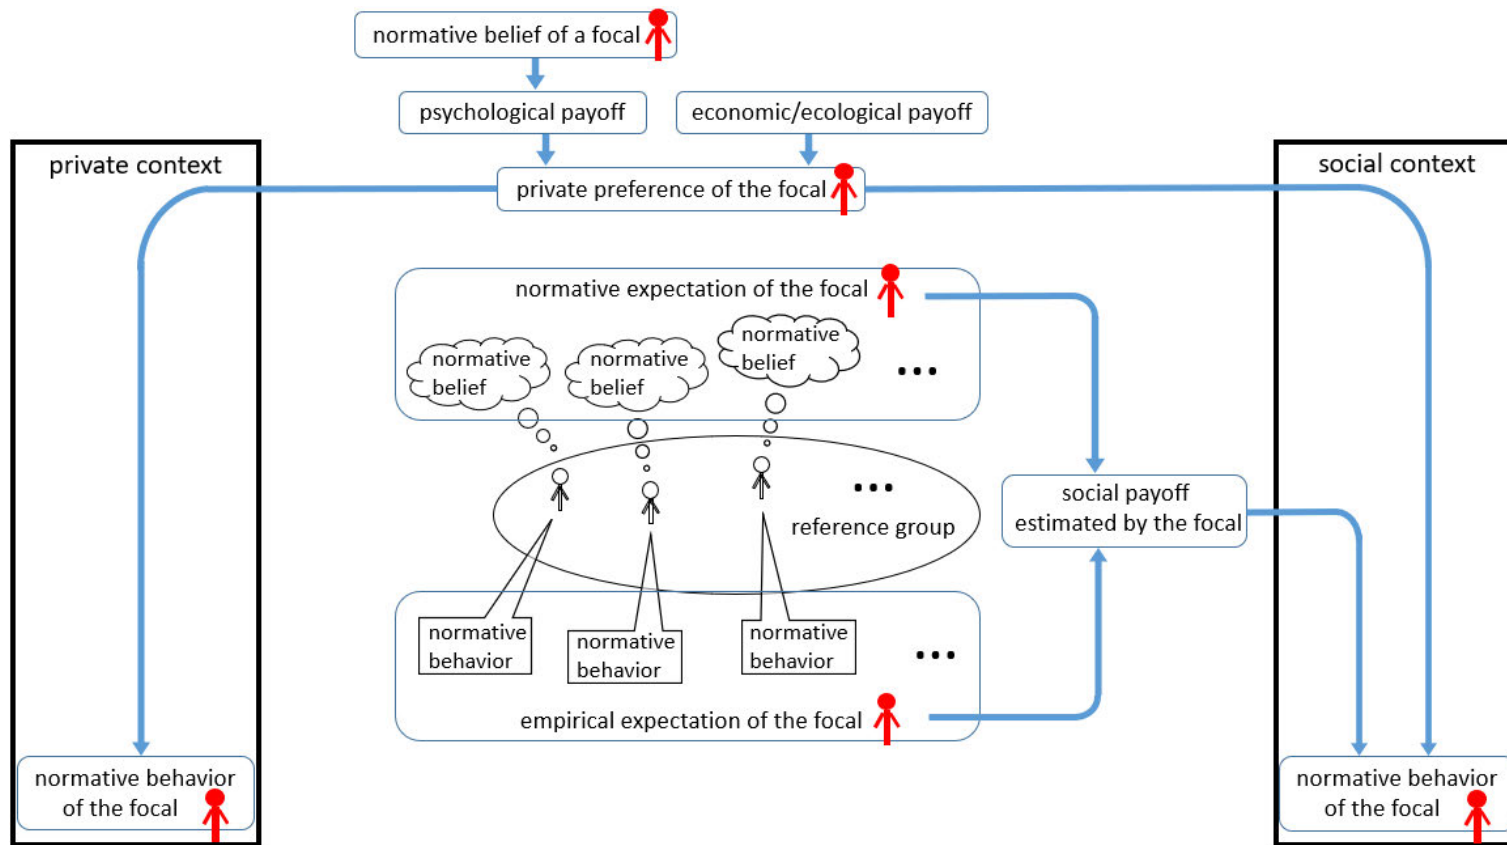 normative belief of a focal
psychological payoff
economic/ecological payoff
private context
private preference of the focal
social context
normative expectation of the focal
normative
belief
normative
belief
normative
belief
...
...
reference group
social payoff
estimated by the focal
normative
behavior
normative
behavior
normative
behavior
...
empirical expectation of the focal
normative behavior
of the focal
normative behavior
of the focal